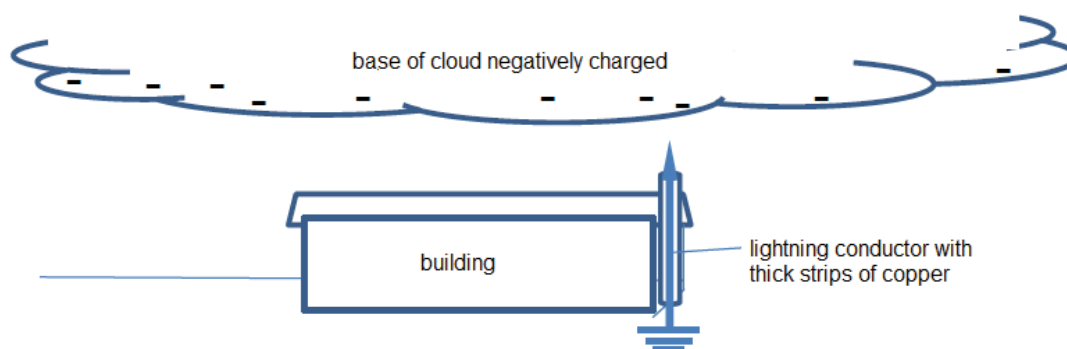 base of cloud negatively charged
building
lightning conductor with
thick strips of copper